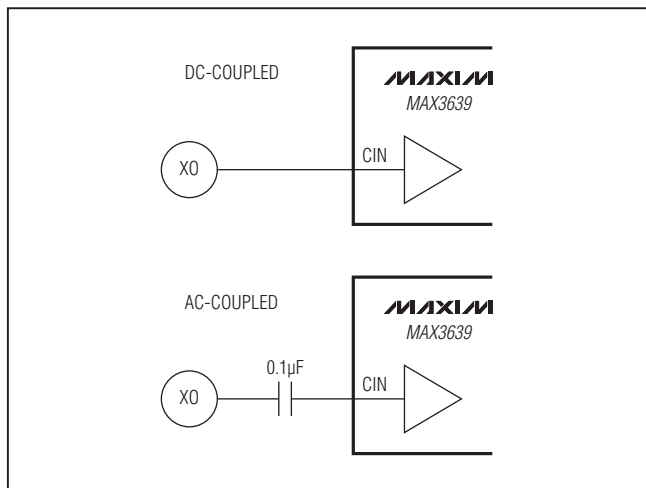 DC-COUPLED
MAXIM
MAX3639
XO
CIN
AC-COUPLED
MAXIM
MAX3639
0.1µF
XO
CIN